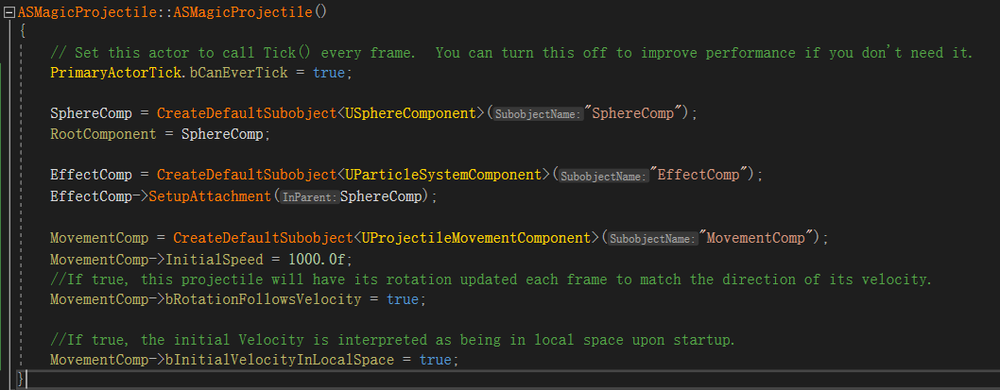 ASMagicProjectile::ASMagicProjectile()
{
// Set this actor to call Tick() every frame.  You can turn this off to improve performance if you don't need it.
PrimaryActorTick.bCanEverTick = true;
SphereComp = CreateDefaultSubobject<USphereComponent>(SubobjectName:"SphereComp");
RootComponent = SphereComp;
EffectComp = CreateDefaultSubobject<UParticleSystemComponent>(SubobjectName:"EffectComp");
EffectComp->SetupAttachment(InParent:SphereComp);
MovementComp = CreateDefaultSubobject<UProjectileMovementComponent>(SubobjectName:"MovementComp");
MovementComp->InitialSpeed = 1000.0f;
//If true, this projectile will have its rotation updated each frame to match the direction of its velocity.
MovementComp->bRotationFollowsVelocity = true;
//If true, the initial Velocity is interpreted as being in local space upon startup.
MovementComp->bInitialVelocityInLocalSpace = true;
}